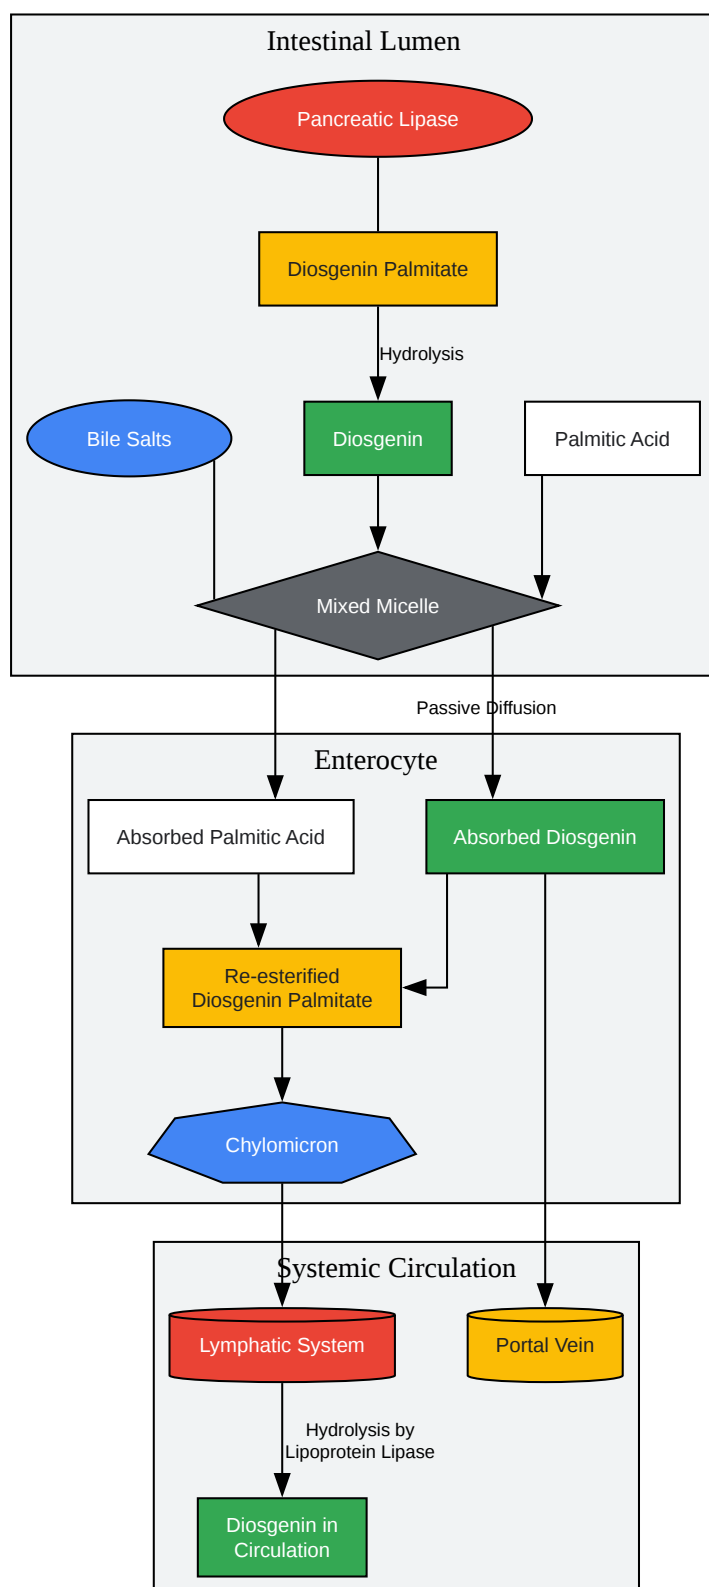 Intestinal Lumen
Pancreatic Lipase
Diosgenin Palmitate
Hydrolysis
Bile Salts
Diosgenin
Palmitic Acid
Mixed Micelle
Passive Diffusion
Enterocyte
Absorbed Palmitic Acid
Absorbed Diosgenin
Re-esterified
Diosgenin Palmitate
Chylomicron
Systemic Circulation
Lymphatic System
Portal Vein
Hydrolysis by
Lipoprotein Lipase
Diosgenin in
Circulation